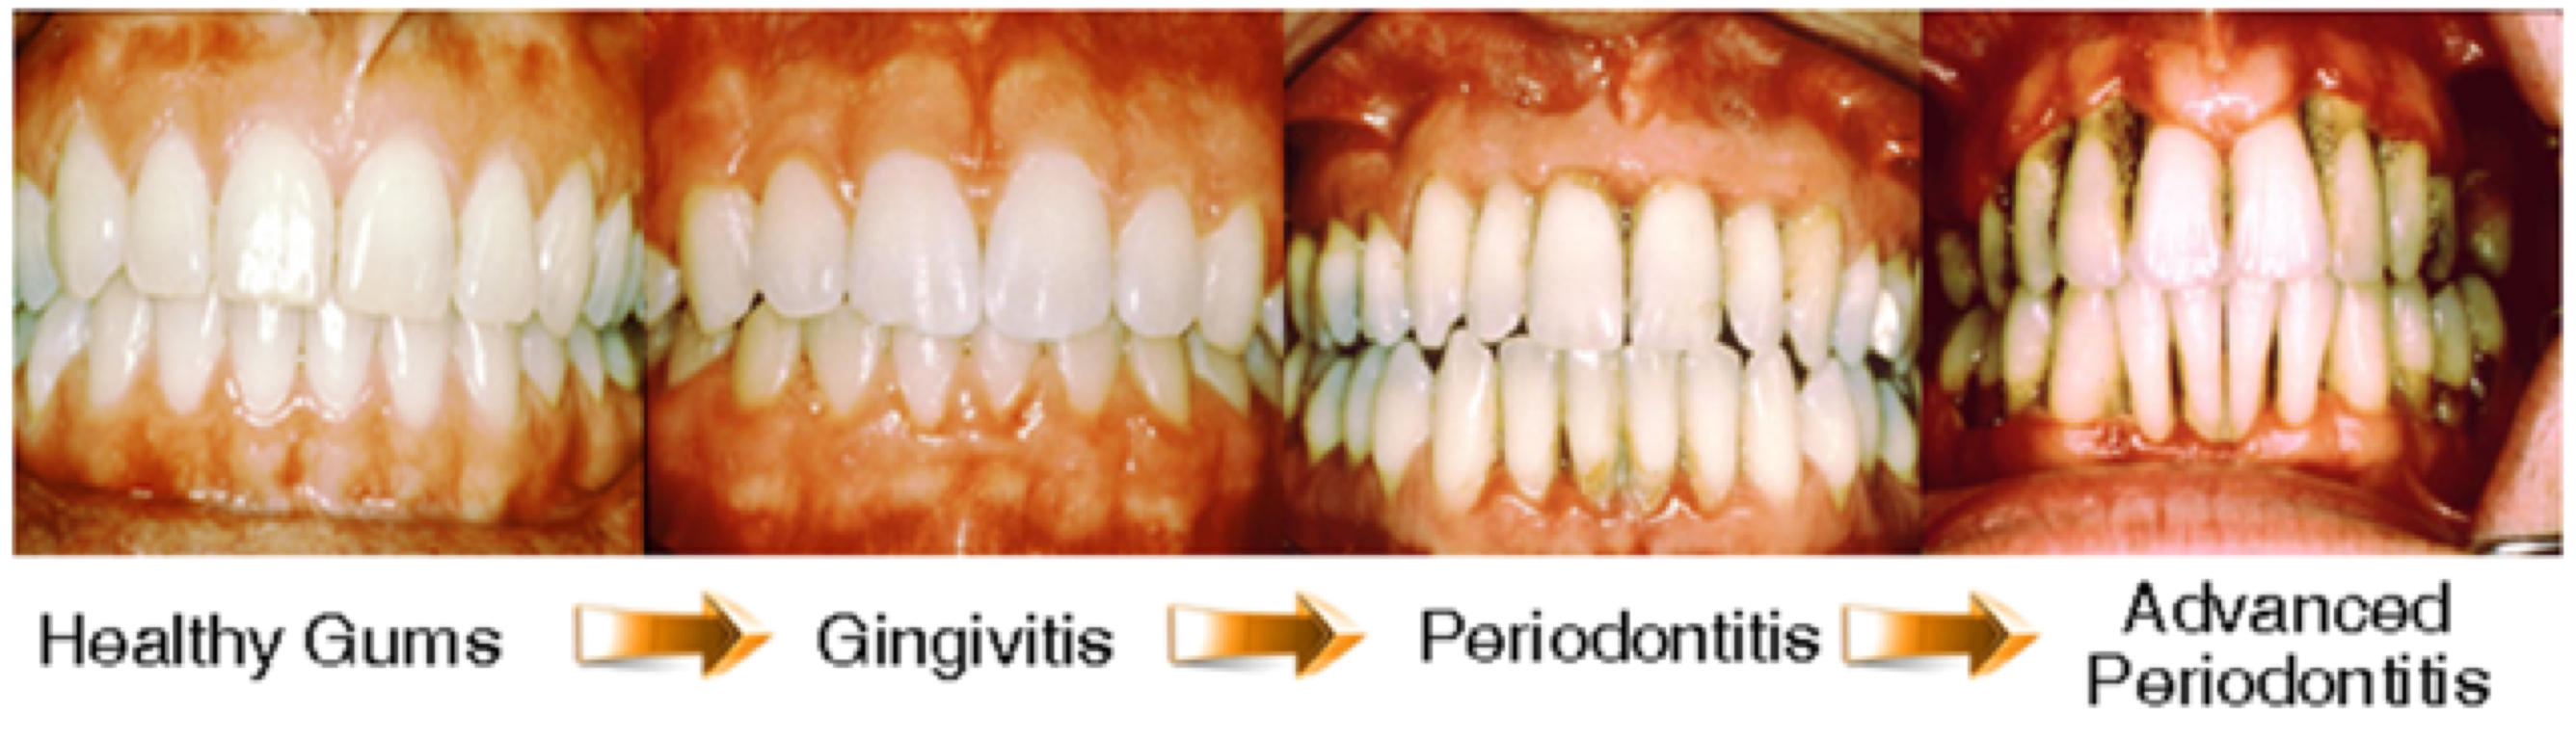 Healthy Gums
Gingivitis
Periodontitis
Advanced
Periodontitis